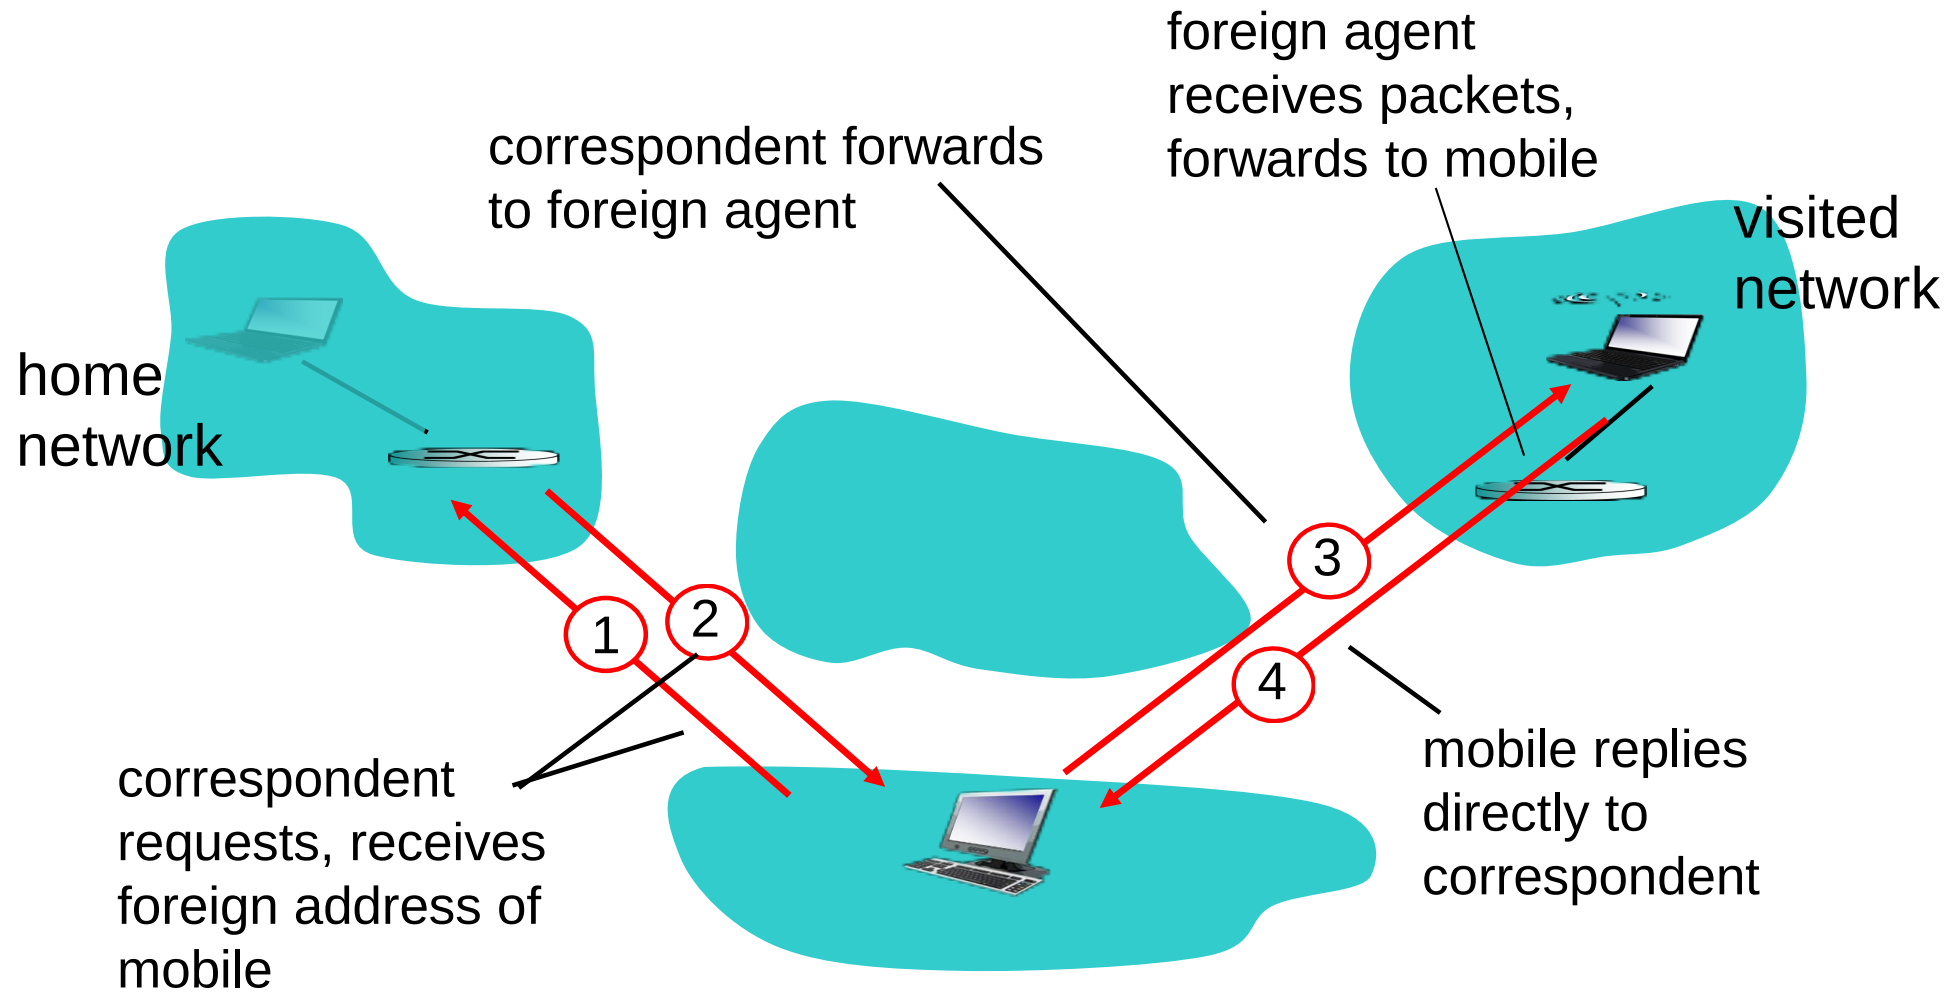 foreign agent
receives packets,
forwards to mobile
correspondent forwards
to foreign agent
visited
network
home
network
3
1
2
4
correspondent
requests, receives
foreign address of
mobile
mobile replies
directly to
correspondent